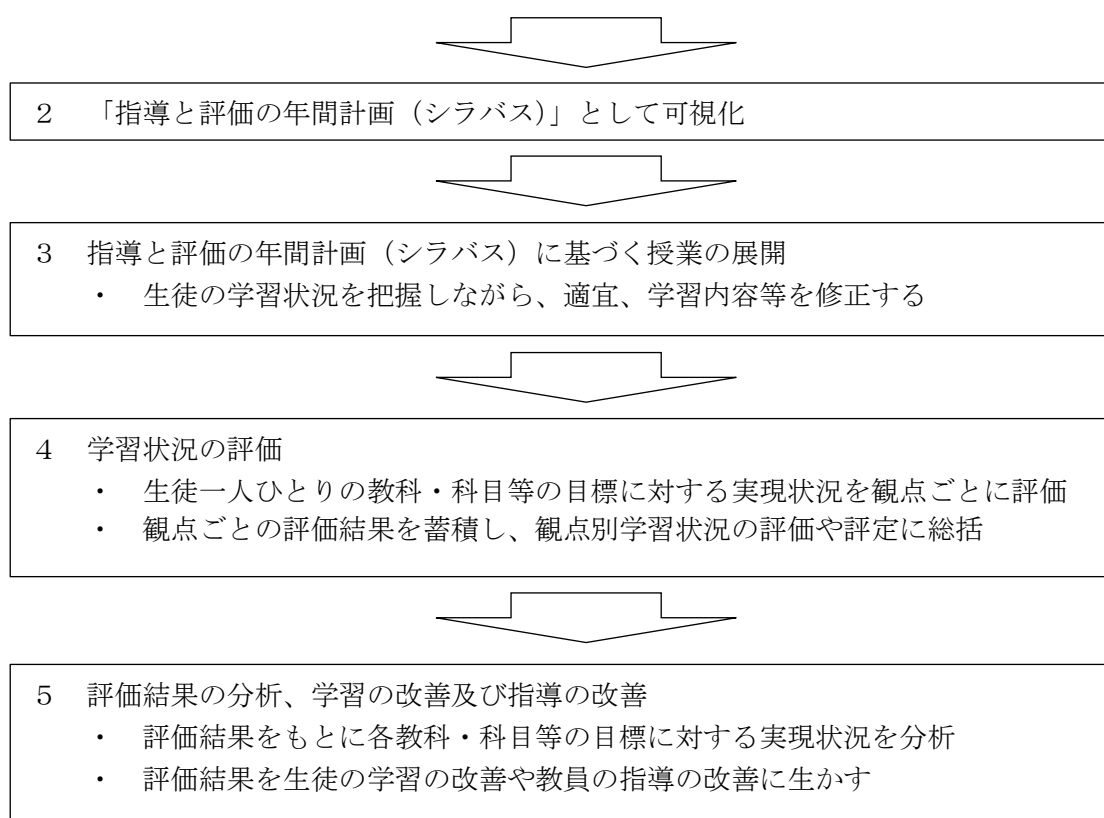 ２　「指導と評価の年間計画（シラバス）」として可視化
３　指導と評価の年間計画（シラバス）に基づく授業の展開
・　生徒の学習状況を把握しながら、適宜、学習内容等を修正する
４　学習状況の評価
・　生徒一人ひとりの教科・科目等の目標に対する実現状況を観点ごとに評価
・　観点ごとの評価結果を蓄積し、観点別学習状況の評価や評定に総括
５　評価結果の分析、学習の改善及び指導の改善
・　評価結果をもとに各教科・科目等の目標に対する実現状況を分析
・　評価結果を生徒の学習の改善や教員の指導の改善に生かす